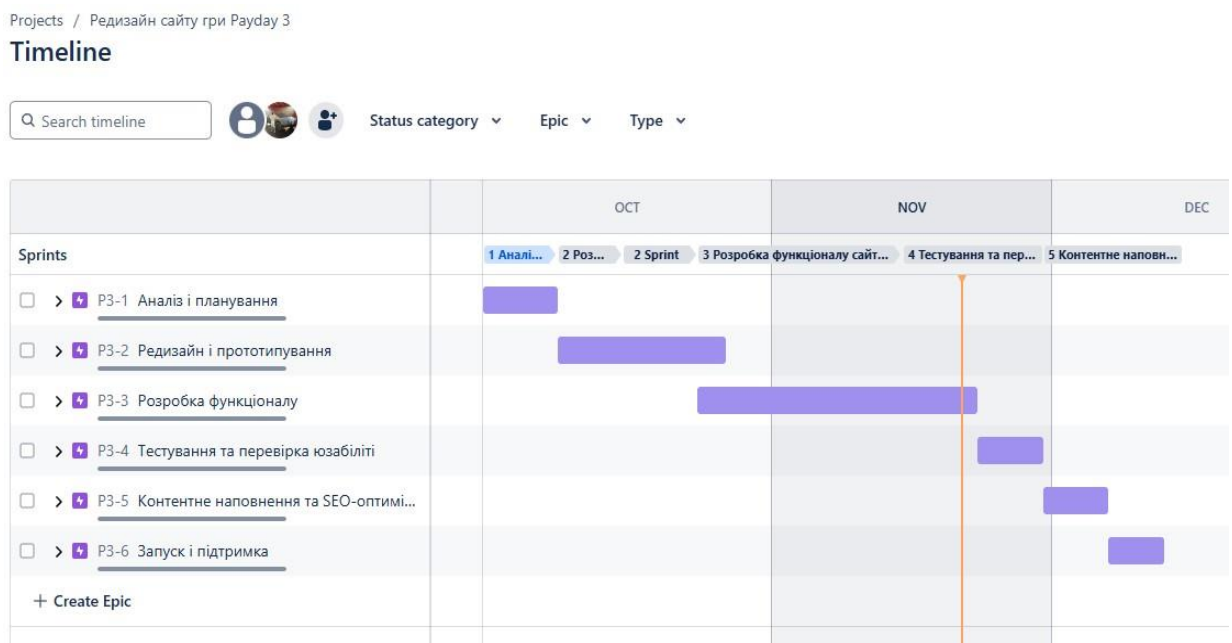 Projects / Редизайн сайту гри Payday 3
Timeline
Search timeline
Status category
Epic
Type
OCT
NOV
DEC
Sprints
1 Аналі...
2 Роз...
2 Sprint
3 Розробка функціоналу сайт...
4 Тестування та пер...
5 Контентне наповн...
P3-1 Аналіз і планування
P3-2 Редизайн і прототипування
P3-3 Розробка функціоналу
P3-4 Тестування та перевірка юзабіліті
P3-5 Контентне наповнення та SEO-оптимі...
P3-6 Запуск і підтримка
+ Create Epic